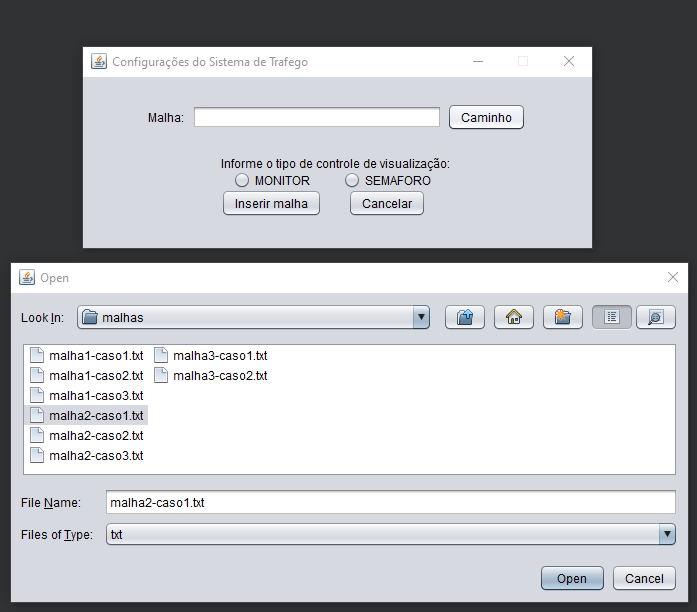 Configurações do Sistema de Trafego
Malha: Caminho
Informe o tipo de controle de visualização:
MONITOR SEMAFORO
Inserir malha Cancelar
Open
Look In: malhas
malha1-caso1.txt malha3-caso1.txt
malha1-caso2.txt malha3-caso2.txt
malha1-caso3.txt
malha2-caso1.txt
malha2-caso2.txt
malha2-caso3.txt
File Name: malha2-caso1.txt
Files of Type: txt
Open Cancel